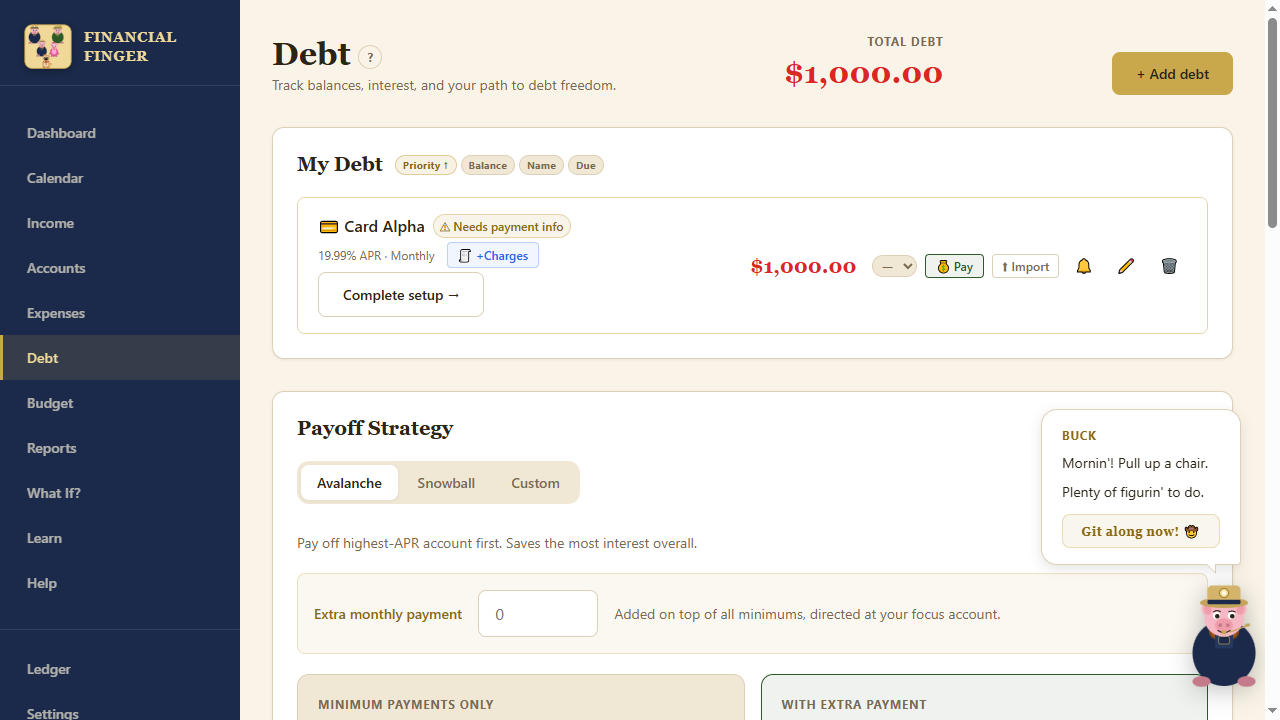 FINANCIAL
FINGER
Dashboard
Calendar
Income
Accounts
Expenses
Debt
Budget
Reports
What If?
Learn
Help
Ledger
Settings
Debt ?
Track balances, interest, and your path to debt freedom.
TOTAL DEBT
$1,000.00
+ Add debt
My Debt Priority ↑ Balance Name Due
Card Alpha ⚠ Needs payment info
19.99% APR · Monthly +Charges
Complete setup →
$1,000.00 — Pay ⬆ Import
Payoff Strategy
Avalanche Snowball Custom
Pay off highest-APR account first. Saves the most interest overall.
Extra monthly payment 0 Added on top of all minimums, directed at your focus account.
MINIMUM PAYMENTS ONLY
WITH EXTRA PAYMENT
BUCK
Mornin'! Pull up a chair.
Plenty of figurin' to do.
Git along now! 🤠